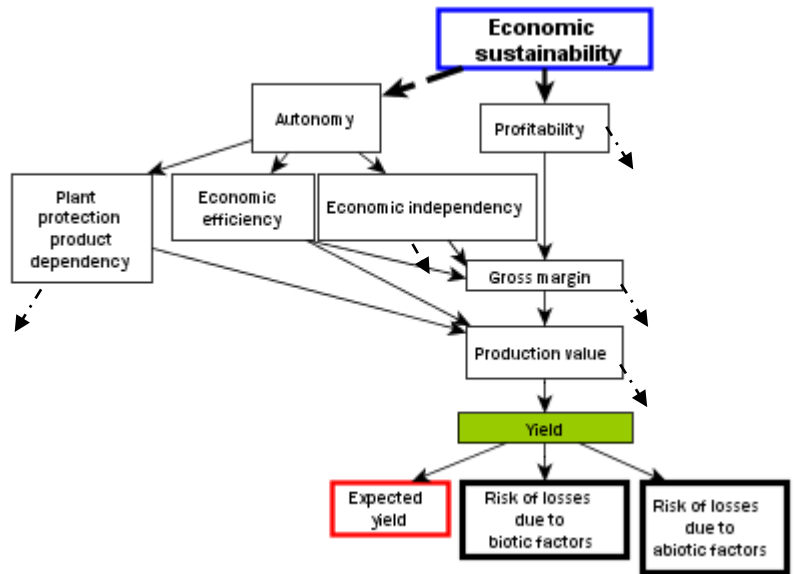 Economic
sustainability
Autonomy
Profitability
Plant
protection
product
dependency
Economic
efficiency
Economic independency
Gross margin
Production value
Yield
Expected
yield
Risk of losses
due to
biotic factors
Risk of losses
due to
abiotic factors